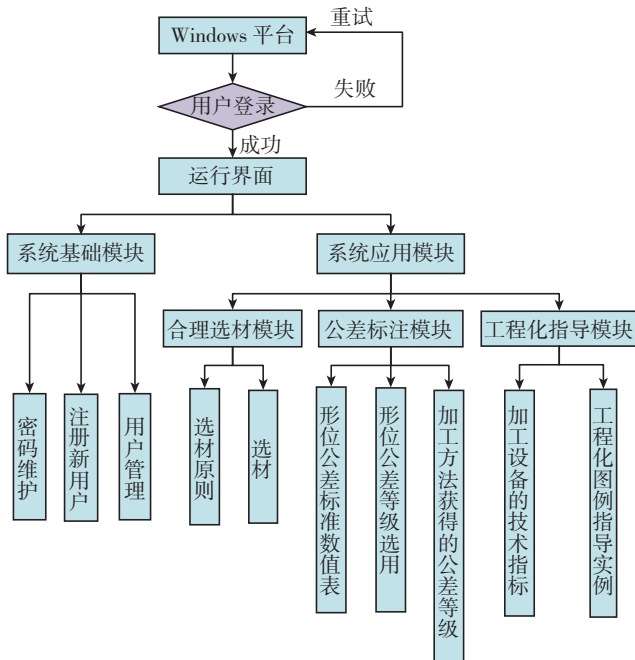 重试
Windows 平台
用户登录
失败
成功
运行界面
系统基础模块
系统应用模块
合理选材模块
公差标注模块
工程化指导模块
密码维护
注册新用户
用户管理
选材原则
选材
形位公差标准数值表
形位公差等级选用
加工方法获得的公差等级
加工设备的技术指标
工程化图例指导实例